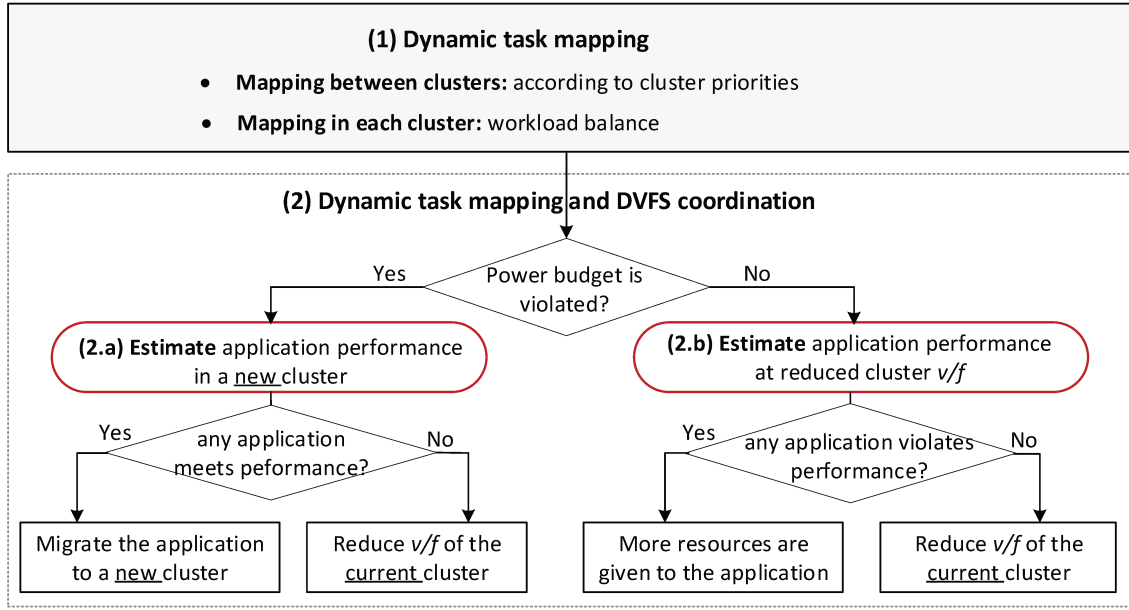 (1) Dynamic task mapping
• Mapping between clusters: according to cluster priorities
• Mapping in each cluster: workload balance
(2) Dynamic task mapping and DVFS coordination
Power budget is
violated?
Yes
No
(2.a) Estimate application performance
in a new cluster
(2.b) Estimate application performance
at reduced cluster v/f
Yes
any application
meets peformance?
No
Yes
any application violates
performance?
No
Migrate the application
to a new cluster
Reduce v/f of the
current cluster
More resources are
given to the application
Reduce v/f of the
current cluster